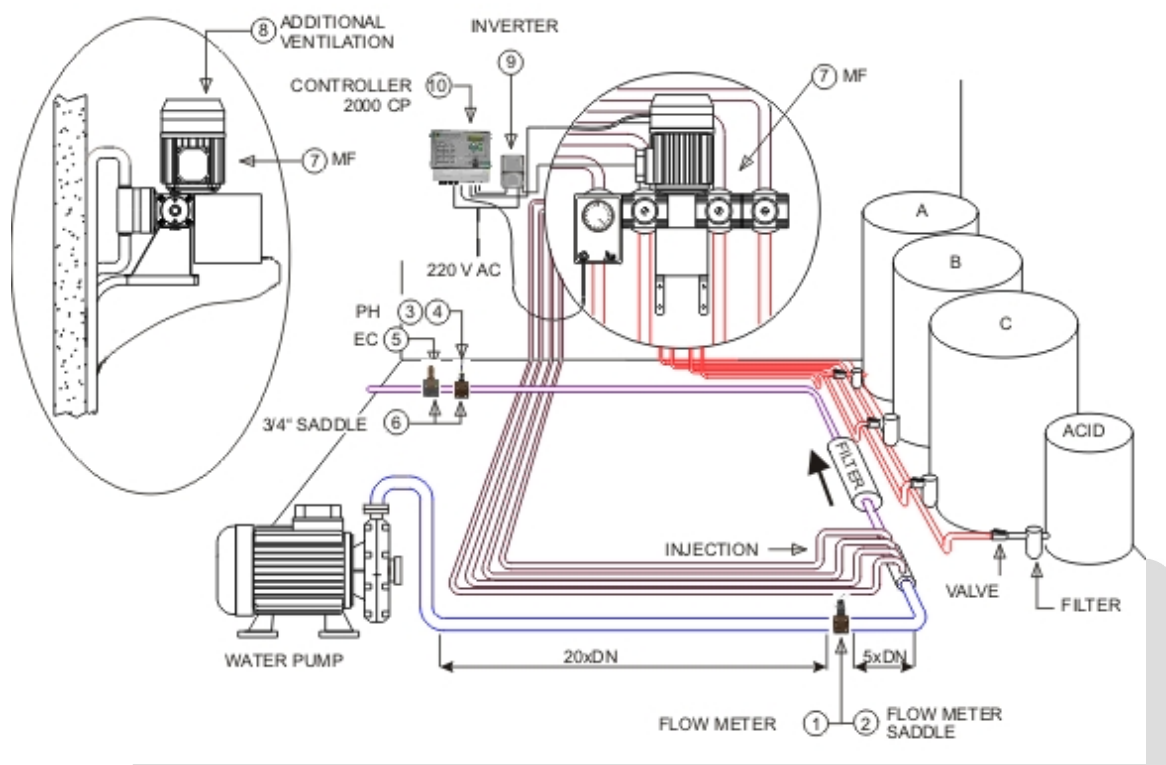 8 ADDITIONAL
VENTILATION
INVERTER
9
CONTROLLER 10
2000 CP
7 MF
7 MF
220 V AC
PH 3 4
EC 5
3/4" SADDLE 6
A
B
C
ACID
FILTER
INJECTION
VALVE
FILTER
WATER PUMP
20xDN
5xDN
FLOW METER 1 2 FLOW METER
SADDLE